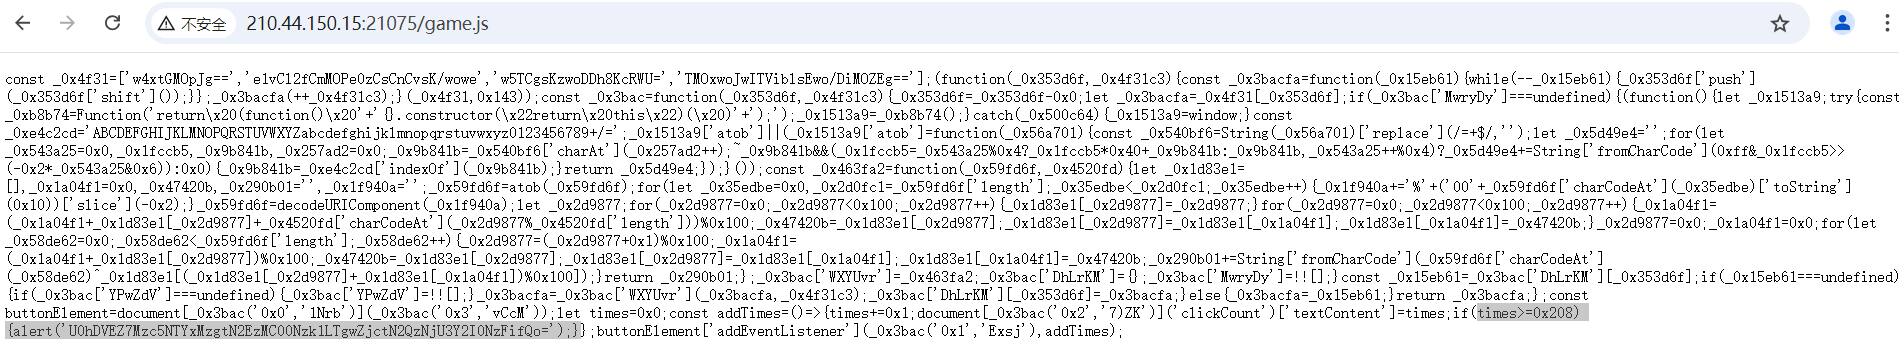 不安全 210.44.150.15:21075/game.js
const _0x4f31=['w4xtGMOpJg==','elvC12fCmMOPe0zCsCnCvsK/wowe','w5TCgsKzwoDDh8KcRWU=','TMOxwoJwITVib1sEwo/DiMOZEg=='];(function(_0x353d6f,_0x4f31c3){const _0x3bacfa=function(_0x15eb61){while(--_0x15eb61){_0x353d6f['push']
(_0x353d6f['shift']());}};_0x3bacfa(++_0x4f31c3);}(_0x4f31,0x143));const _0x3bac=function(_0x353d6f,_0x4f31c3){_0x353d6f=_0x353d6f-0x0;let _0x3bacfa=_0x4f31[_0x353d6f];if(_0x3bac['MwryDy']===undefined){(function(){let _0x1513a9;try{const
_0xb8b74=Function('return\x20(function()\x20'+'{}.constructor(\x22return\x20this\x22)(\x20)'+');');_0x1513a9=_0xb8b74();}catch(_0x500c64){_0x1513a9=window;}const
_0xe4c2cd='ABCDEFGHIJKLMNOPQRSTUVWXYZabcdefghijklmnopqrstuvwxyz0123456789+/=';_0x1513a9['atob']||(_0x1513a9['atob']=function(_0x56a701){const _0x540bf6=String(_0x56a701)['replace'](/=+$/,'');let _0x5d49e4='';for(let
_0x543a25=0x0,_0x1fccb5,_0x9b841b,_0x257ad2=0x0;_0x9b841b=_0x540bf6['charAt'](_0x257ad2++);~_0x9b841b&&(_0x1fccb5=_0x543a25%0x4?_0x1fccb5*0x40+_0x9b841b:_0x9b841b,_0x543a25++%0x4)?_0x5d49e4+=String['fromCharCode'](0xff&_0x1fccb5>>
(-0x2*_0x543a25&0x6)):0x0){_0x9b841b=_0xe4c2cd['indexOf'](_0x9b841b);}return _0x5d49e4;});}());const _0x463fa2=function(_0x59fd6f,_0x4520fd){let _0x1d83e1=
[],_0x1a04f1=0x0,_0x47420b,_0x290b01='',_0x1f940a='';_0x59fd6f=atob(_0x59fd6f);for(let _0x35edbe=0x0,_0x2d0fc1=_0x59fd6f['length'];_0x35edbe<_0x2d0fc1;_0x35edbe++){_0x1f940a+='%'+('00'+_0x59fd6f['charCodeAt'](_0x35edbe)['toString']
(0x10))['slice'](-0x2);}_0x59fd6f=decodeURIComponent(_0x1f940a);let _0x2d9877;for(_0x2d9877=0x0;_0x2d9877<0x100;_0x2d9877++){_0x1d83e1[_0x2d9877]=_0x2d9877;}for(_0x2d9877=0x0;_0x2d9877<0x100;_0x2d9877++){_0x1a04f1=
(_0x1a04f1+_0x1d83e1[_0x2d9877]+_0x4520fd['charCodeAt'](_0x2d9877%_0x4520fd['length']))%0x100;_0x47420b=_0x1d83e1[_0x2d9877];_0x1d83e1[_0x2d9877]=_0x1d83e1[_0x1a04f1];_0x1d83e1[_0x1a04f1]=_0x47420b;}_0x2d9877=0x0;_0x1a04f1=0x0;for(let
_0x58de62=0x0;_0x58de62<_0x59fd6f['length'];_0x58de62++){_0x2d9877=(_0x2d9877+0x1)%0x100;_0x1a04f1=
(_0x1a04f1+_0x1d83e1[_0x2d9877])%0x100;_0x47420b=_0x1d83e1[_0x2d9877];_0x1d83e1[_0x2d9877]=_0x1d83e1[_0x1a04f1];_0x1d83e1[_0x1a04f1]=_0x47420b;_0x290b01+=String['fromCharCode'](_0x59fd6f['charCodeAt']
(_0x58de62)^_0x1d83e1[(_0x1d83e1[_0x2d9877]+_0x1d83e1[_0x1a04f1])%0x100]);}return _0x290b01;};_0x3bac['WXYUvr']=_0x463fa2;_0x3bac['DhLrKM']={};_0x3bac['MwryDy']=!![];}const _0x15eb61=_0x3bac['DhLrKM'][_0x353d6f];if(_0x15eb61===undefined)
{if(_0x3bac['YPwZdV']===undefined){_0x3bac['YPwZdV']=!![];}_0x3bacfa=_0x3bac['WXYUvr'](_0x3bacfa,_0x4f31c3);_0x3bac['DhLrKM'][_0x353d6f]=_0x3bacfa;}else{_0x3bacfa=_0x15eb61;}return _0x3bacfa;};const
buttonElement=document[_0x3bac('0x0','1Nrb')](_0x3bac('0x3','vCcM'));let times=0x0;const addTimes=()=>{times+=0x1;document[_0x3bac('0x2','7)ZK')]('clickCount')['textContent']=times;if(times>=0x208)
{alert('U0hDVEZ7Mzc5NTYxMzgtN2EzMC00Nzk1LTgwZjctN2QzNjU3Y2I0NzFifQo=');}};buttonElement['addEventListener'](_0x3bac('0x1','Exsj'),addTimes);